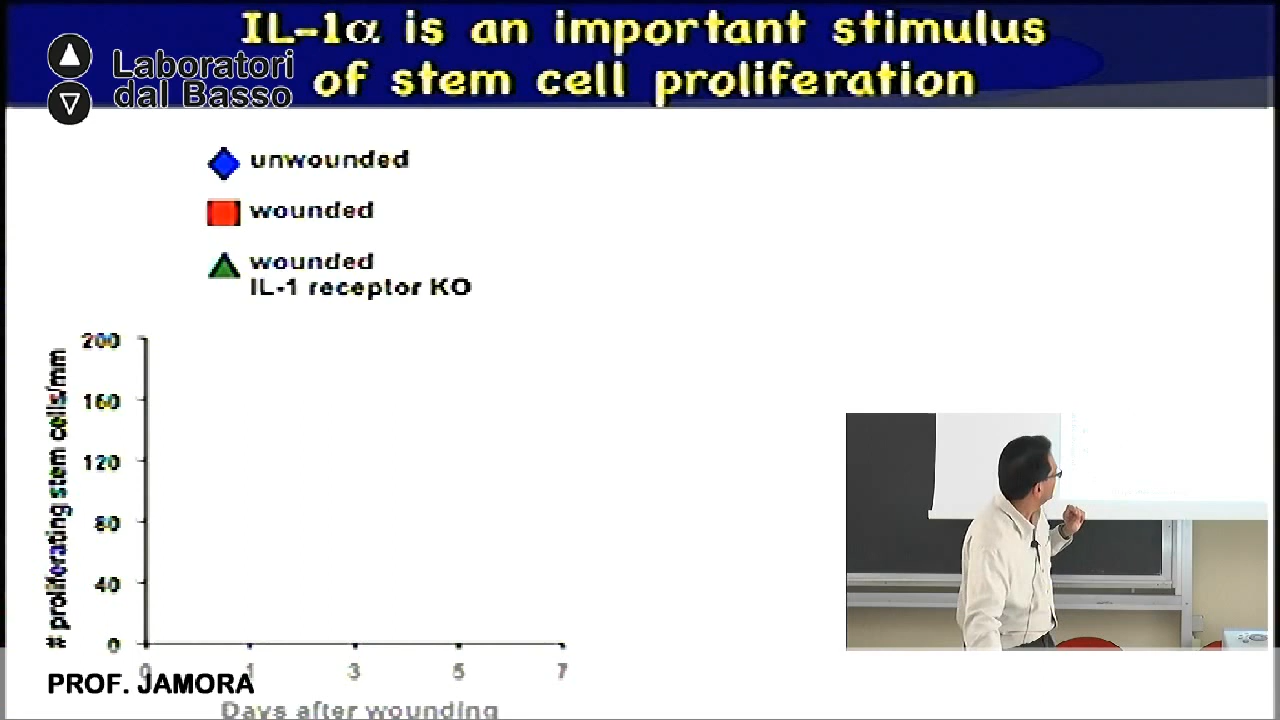 IL-1α is an important stimulus
of stem cell proliferation
Laboratori
dal Basso
unwounded
wounded
wounded
IL-1 receptor KO
# proliferating stem cells/mm
200
160
120
80
40
0
0 1 3 5 7
Days after wounding
PROF. JAMORA